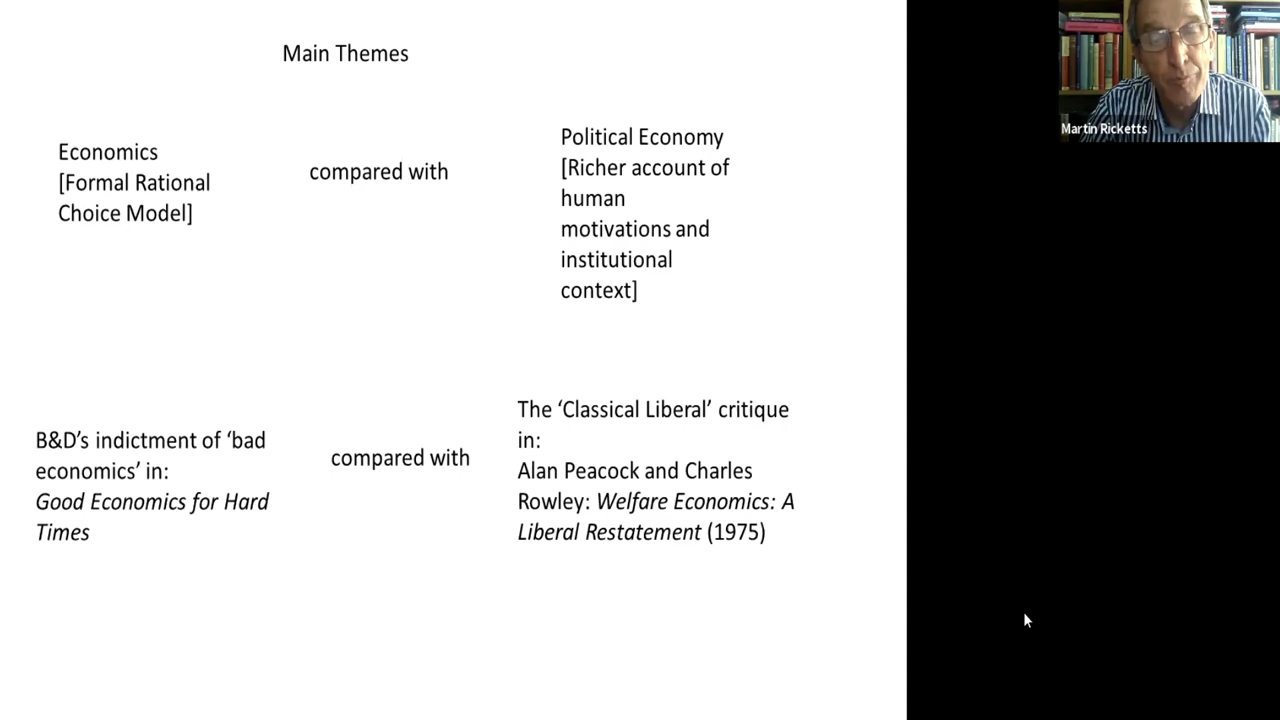 Main Themes
Economics
[Formal Rational
Choice Model]
compared with
Political Economy
[Richer account of
human
motivations and
institutional
context]
B&D’s indictment of ‘bad
economics’ in:
Good Economics for Hard
Times
compared with
The ‘Classical Liberal’ critique
in:
Alan Peacock and Charles
Rowley: Welfare Economics: A
Liberal Restatement (1975)
Martin Ricketts